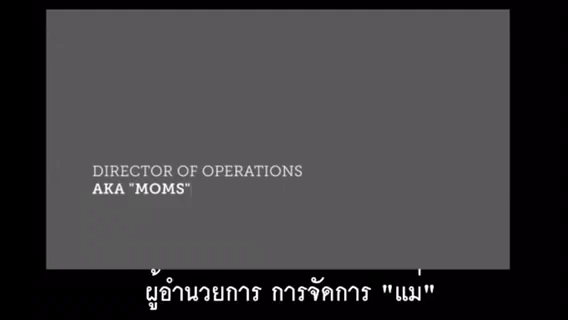 DIRECTOR OF OPERATIONS
AKA "MOMS"
ผู้อำนวยการ การจัดการ "แม่"